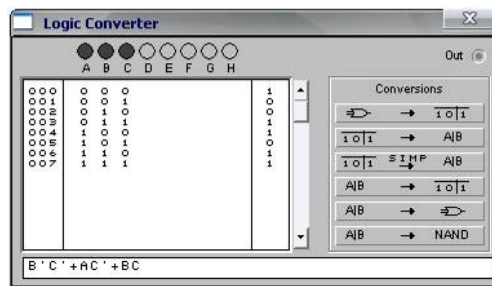 Logic Converter
Out
A B C D E F G H
000 0 0 0 1
001 0 0 1 0
002 0 1 0 0
003 0 1 1 1
004 1 0 0 1
005 1 0 1 0
006 1 1 0 1
007 1 1 1 1
Conversions
→ 1 0 1
1 0 1 → A|B
1 0 1 SIMP → A|B
A|B → 1 0 1
A|B →
A|B → NAND
B'C'+AC'+BC